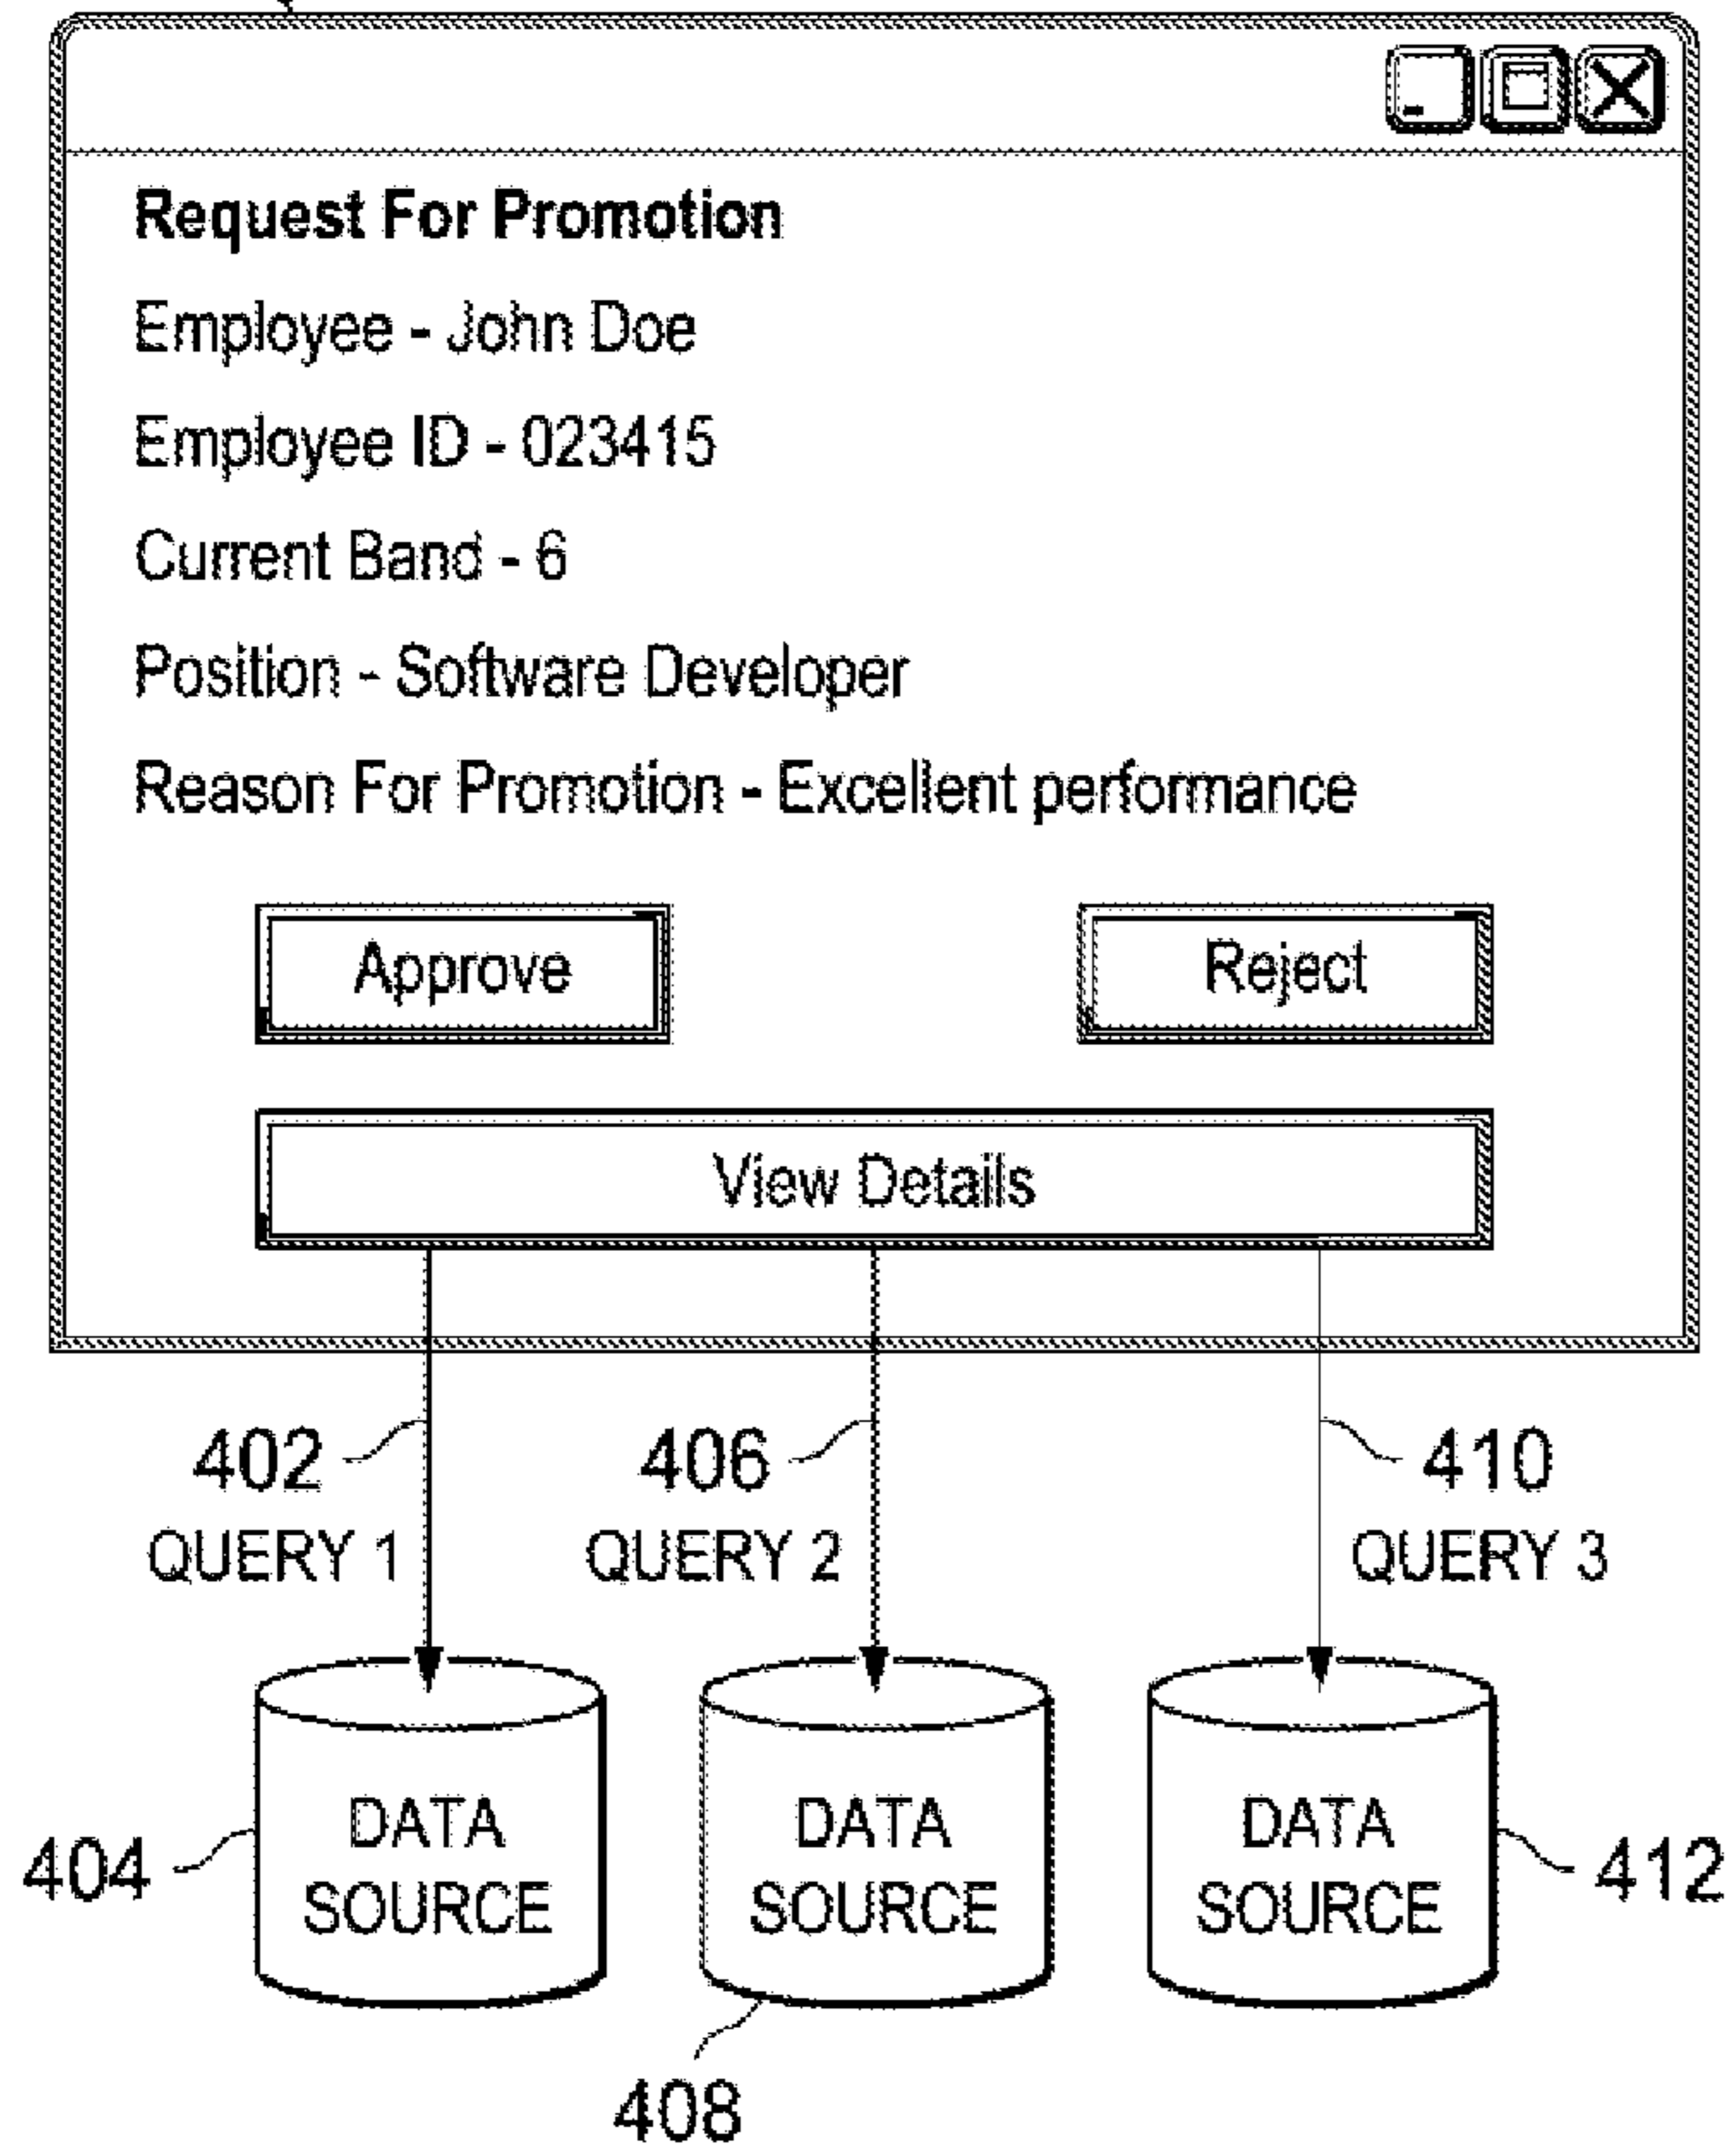 Request For Promotion
Employee - John Doe
Employee ID - 023415
Current Band - 6
Position - Software Developer
Reason For Promotion - Excellent performance
Approve Reject
View Details
402 406 410
QUERY 1 QUERY 2 QUERY 3
DATA DATA DATA
SOURCE SOURCE SOURCE
404 412
408